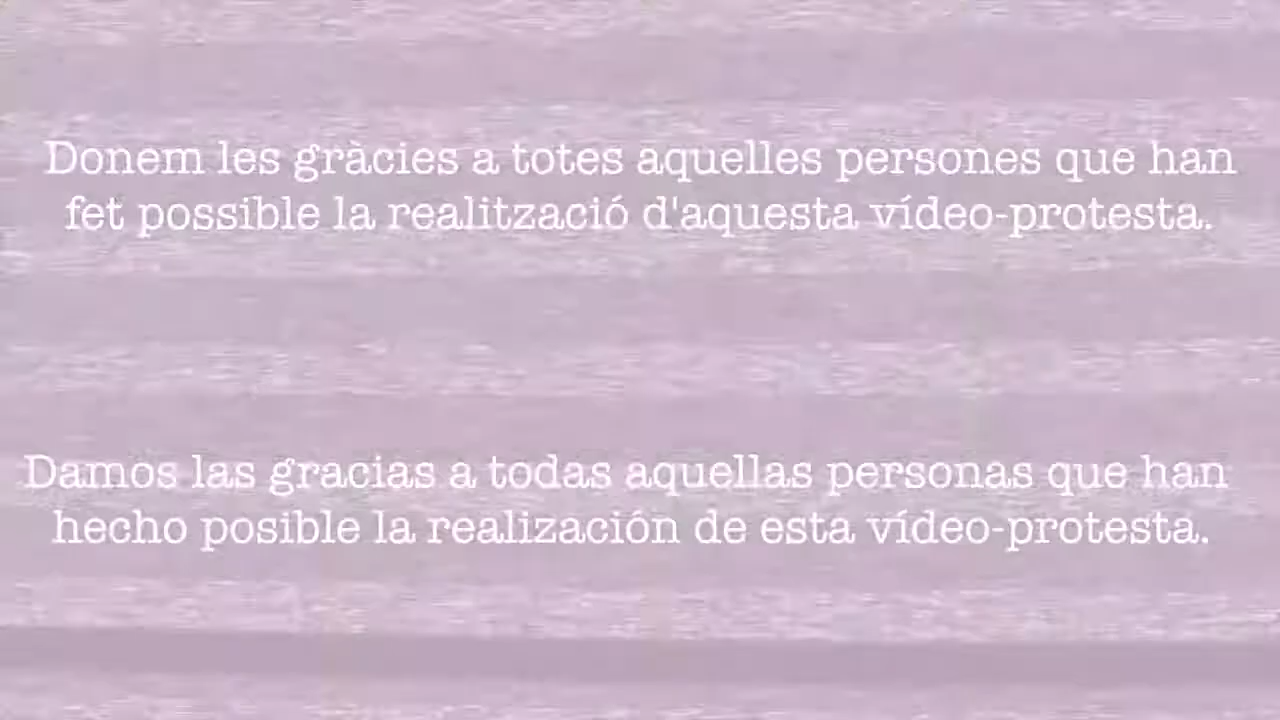 Donem les gràcies a totes aquelles persones que han
fet possible la realització d'aquesta vídeo-protesta.
Damos las gracias a todas aquellas personas que han
hecho posible la realización de esta vídeo-protesta.